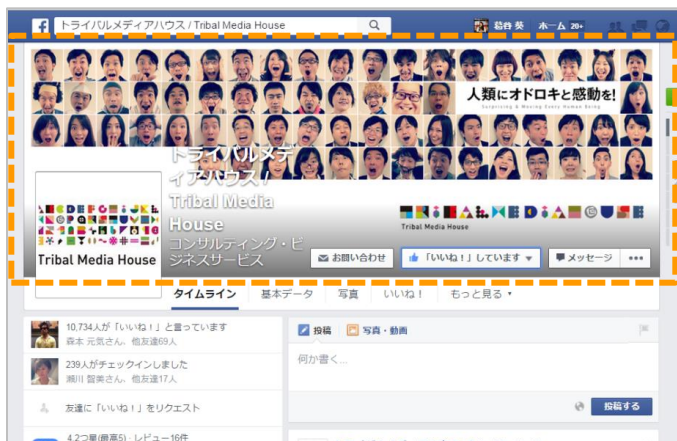 トライバルメディアハウス / Tribal Media House
葛谷 英 ホーム 20+
人類にオドロキと感動を!
Surprising & Moving Every Human Being
トライバルメデ
ィアハウス /
Tribal Media
House
コンサルティング・ビ
ジネスサービス
Tribal Media House
TRIBAL MEDIA HOUSE
Tribal Media House
お問い合わせ 「いいね!」しています メッセージ
タイムライン 基本データ 写真 いいね! もっと見る
10,734人が「いいね!」と言っています
森本 元気さん、他友達69人
239人がチェックインしました
瀬川 智美さん、他友達17人
友達に「いいね!」をリクエスト
4.2つ星(最高5) · レビュー16件
投稿 写真・動画
何か書く...
投稿する